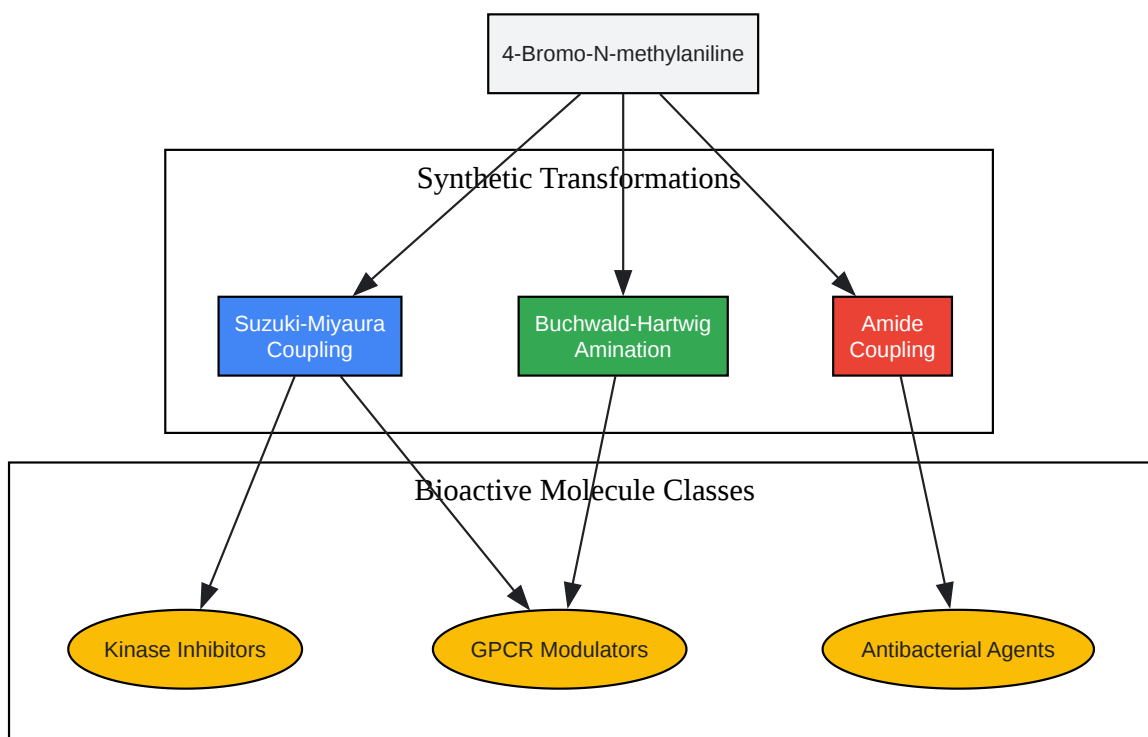 4-Bromo-N-methylaniline
Synthetic Transformations
Suzuki-Miyaura
Coupling
Buchwald-Hartwig
Amination
Amide
Coupling
Bioactive Molecule Classes
Kinase Inhibitors
GPCR Modulators
Antibacterial Agents